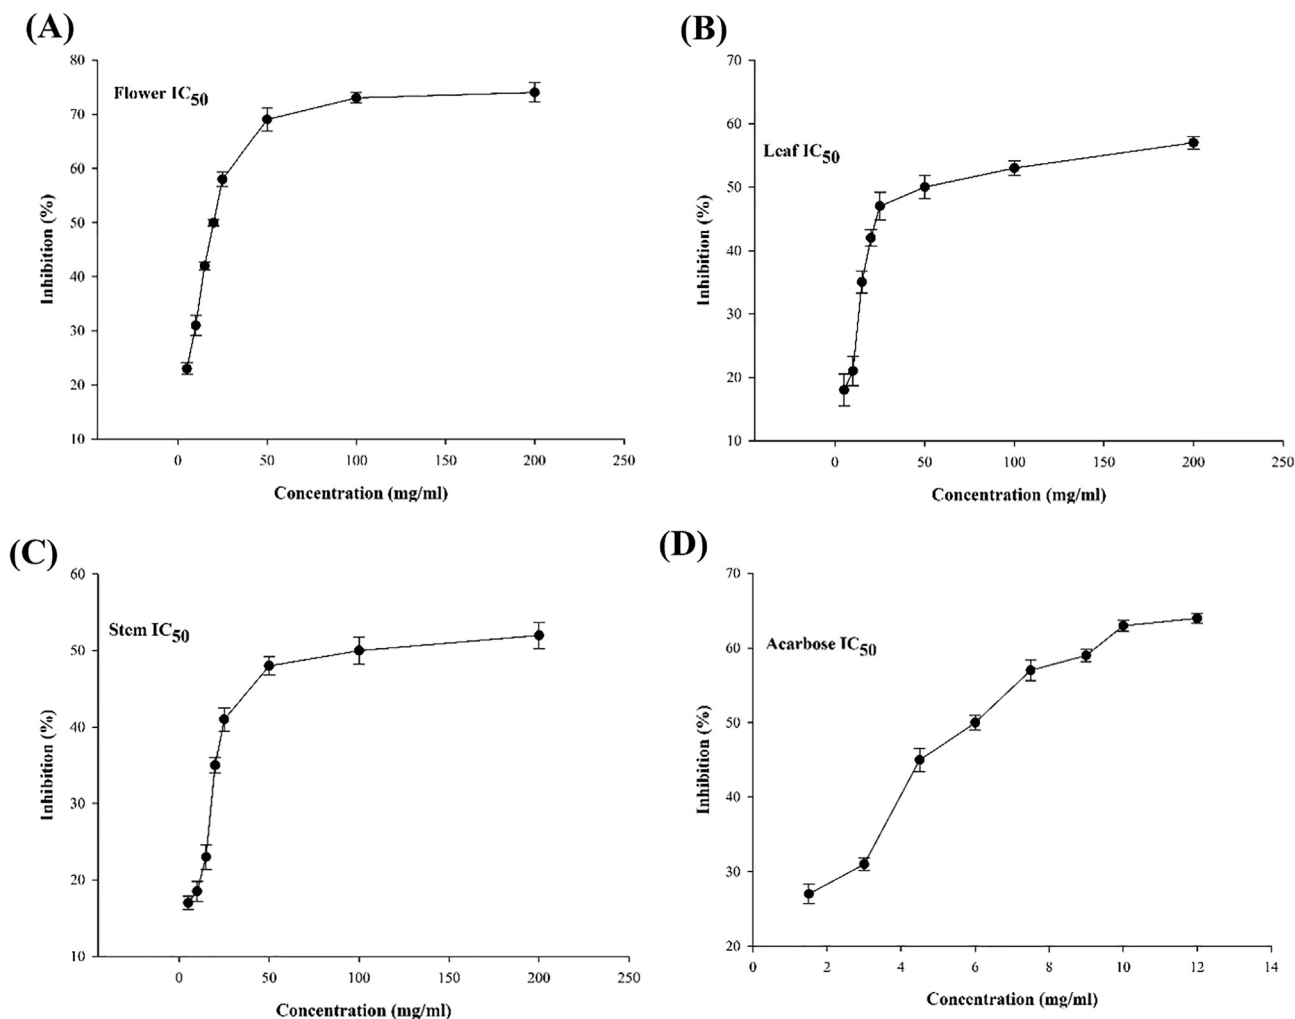 (A)
80
70
60
50
40
30
20
10
Inhibition (%)
Flower IC50
0 50 100 150 200 250
Concentration (mg/ml)
(B)
70
60
50
40
30
20
10
Inhibition (%)
Leaf IC50
0 50 100 150 200 250
Concentration (mg/ml)
(C)
60
50
40
30
20
10
Inhibition (%)
Stem IC50
0 50 100 150 200 250
Concentration (mg/ml)
(D)
70
60
50
40
30
20
Inhibition (%)
Acarbose IC50
0 2 4 6 8 10 12 14
Concentration (mg/ml)